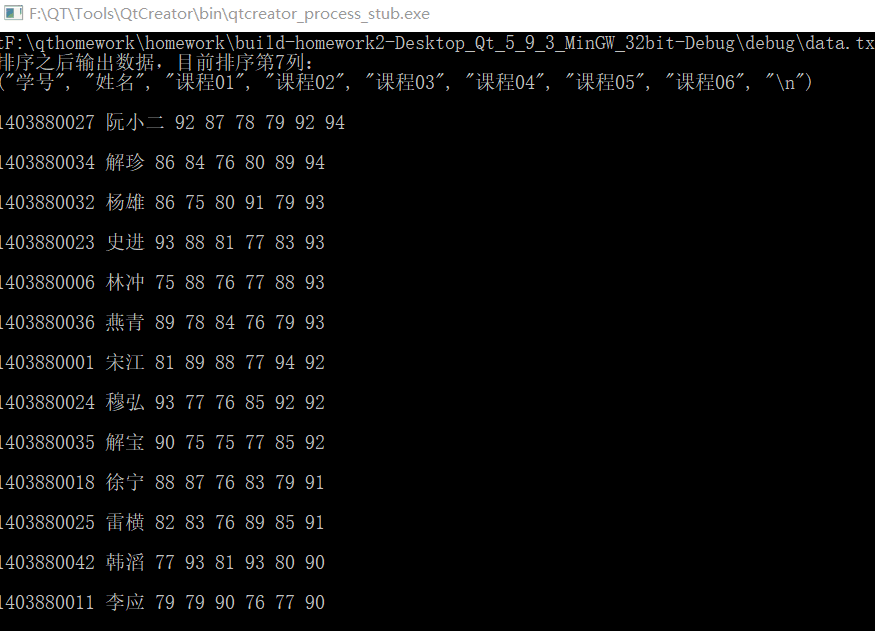 F:\QT\Tools\QtCreator\bin\qtcreator_process_stub.exe
tF:\qthomework\homework\build-homework2-Desktop_Qt_5_9_3_MinGW_32bit-Debug\debug\data.tx
排序之后输出数据，目前排序第7列：
("学号", "姓名", "课程01", "课程02", "课程03", "课程04", "课程05", "课程06", "\n")
1403880027 阮小二 92 87 78 79 92 94
1403880034 解珍 86 84 76 80 89 94
1403880032 杨雄 86 75 80 91 79 93
1403880023 史进 93 88 81 77 83 93
1403880006 林冲 75 88 76 77 88 93
1403880036 燕青 89 78 84 76 79 93
1403880001 宋江 81 89 88 77 94 92
1403880024 穆弘 93 77 76 85 92 92
1403880035 解宝 90 75 75 77 85 92
1403880018 徐宁 88 87 76 83 79 91
1403880025 雷横 82 83 76 89 85 91
1403880042 韩滔 77 93 81 93 80 90
1403880011 李应 79 79 90 76 77 90